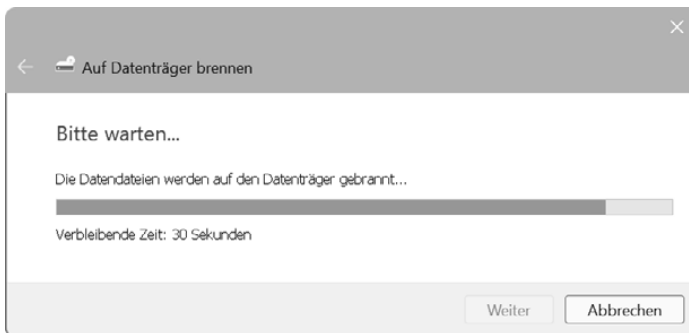 Auf Datenträger brennen
Bitte warten...
Die Datendateien werden auf den Datenträger gebrannt...
Verbleibende Zeit: 30 Sekunden
Weiter Abbrechen